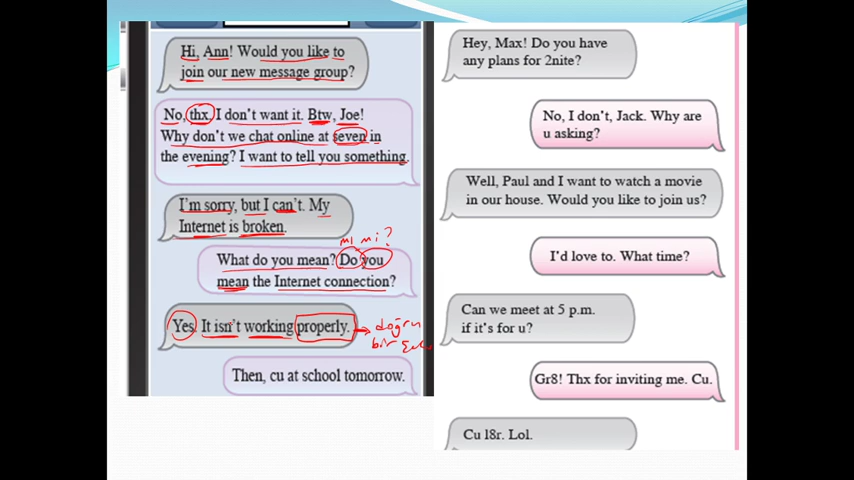 Hi, Ann! Would you like to
join our new message group?
No, thx. I don't want it. Btw, Joe!
Why don't we chat online at seven in
the evening? I want to tell you something.
I'm sorry, but I can't. My
Internet is broken.
mı mi?
What do you mean? Do you
mean the Internet connection?
Yes. It isn't working properly.
doğru
bir
Then, cu at school tomorrow.
Hey, Max! Do you have
any plans for 2nite?
No, I don't, Jack. Why are
u asking?
Well, Paul and I want to watch a movie
in our house. Would you like to join us?
I'd love to. What time?
Can we meet at 5 p.m.
if it's for u?
Gr8! Thx for inviting me. Cu.
Cu l8r. Lol.